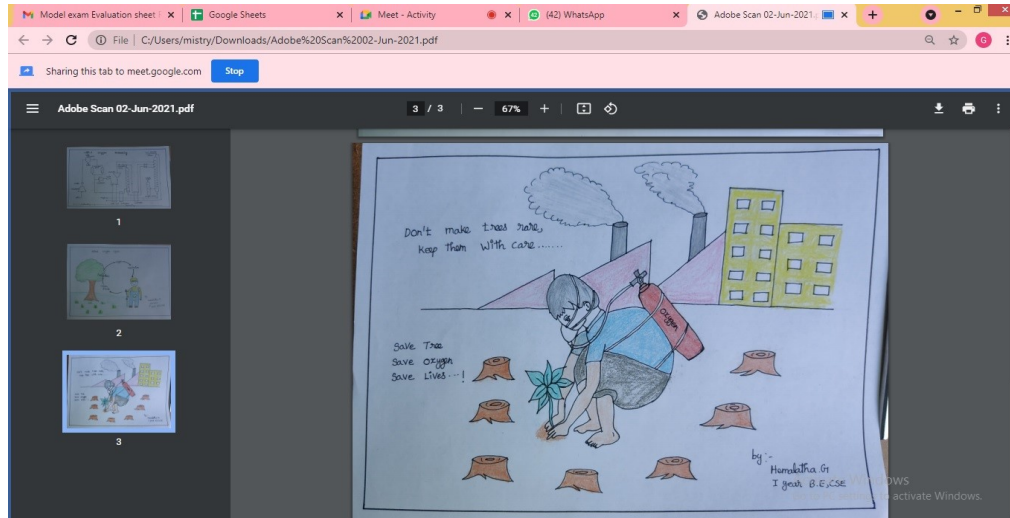 Model exam Evaluation sheet
Google Sheets
Meet - Activity
(42) WhatsApp
Adobe Scan 02-Jun-2021.
File | C:/Users/mistry/Downloads/Adobe%20Scan%2002-Jun-2021.pdf
G
Sharing this tab to meet.google.com
Stop
Adobe Scan 02-Jun-2021.pdf
3 / 3
67%
1
2
3
Don't make trees rare,
Keep them with care.......
Save Tree
Save Oxygen
Save Lives...!
Oxygen
by:-
Hemalatha.G
I year B.E,CSE
activate Windows.